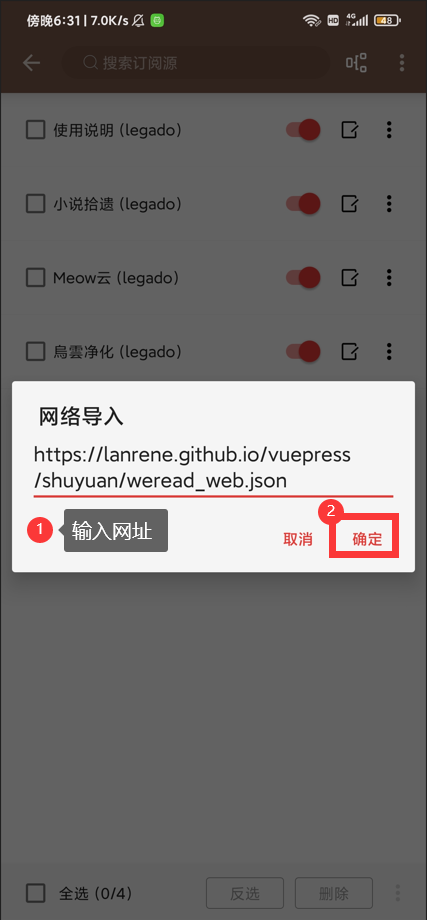 傍晚6:31 | 7.0K/s HD 4G 48
搜索订阅源
使用说明 (legado)
小说拾遗 (legado)
Meow云 (legado)
烏雲净化 (legado)
网络导入
https://lanrene.github.io/vuepress
/shuyuan/weread_web.json
1 输入网址
2
取消 确定
全选 (0/4) 反选 删除